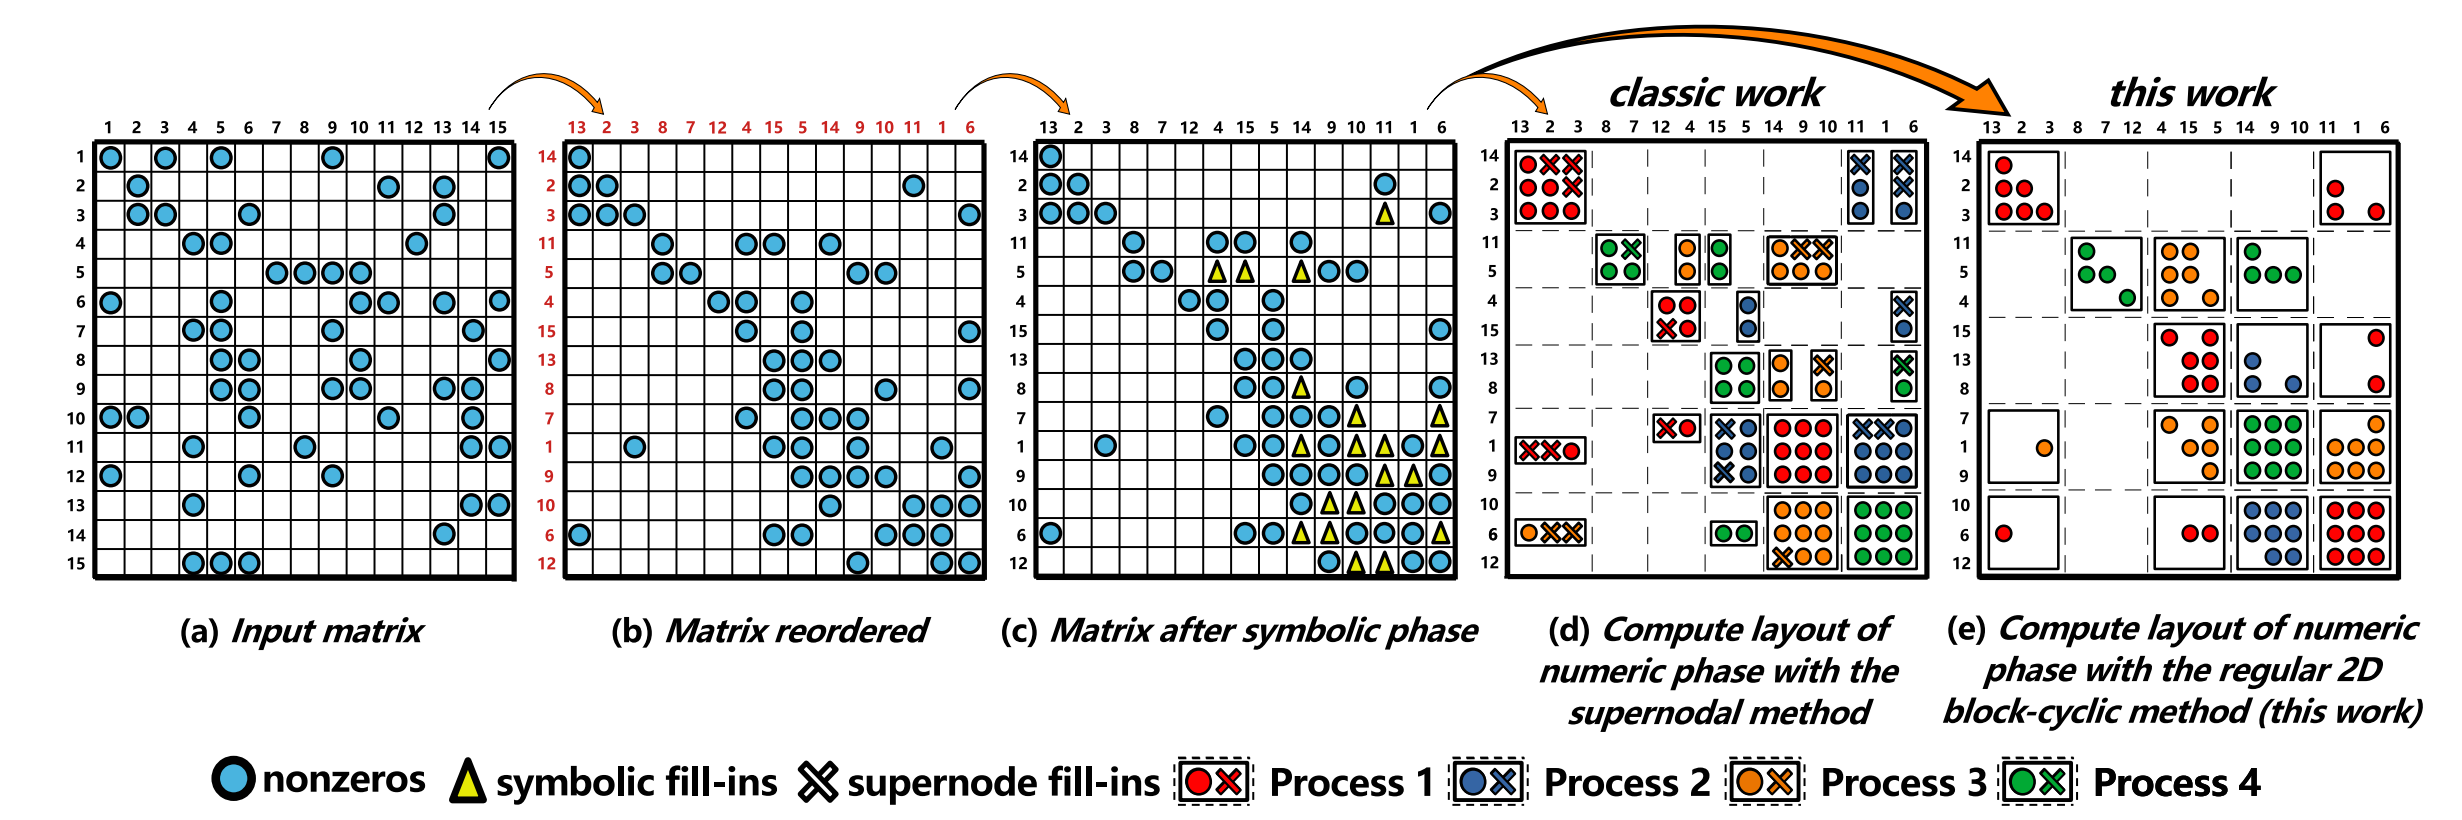 classic work
this work
1 2 3 4 5 6 7 8 9 10 11 12 13 14 15
13 2 3 8 7 12 4 15 5 14 9 10 11 1 6
13 2 3 8 7 12 4 15 5 14 9 10 11 1 6
13 2 3 8 7 12 4 15 5 14 9 10 11 1 6
13 2 3 8 7 12 4 15 5 14 9 10 11 1 6
1 14 14 14 14
2 2 2 2 2
3 3 3 3 3
4 11 11 11 11
5 5 5 5 5
6 4 4 4 4
7 15 15 15 15
8 13 13 13 13
9 8 8 8 8
10 7 7 7 7
11 1 1 1 1
12 9 9 9 9
13 10 10 10 10
14 6 6 6 6
15 12 12 12 12
(a) Input matrix
(b) Matrix reordered
(c) Matrix after symbolic phase
(d) Compute layout of
numeric phase with the
supernodal method
(e) Compute layout of numeric
phase with the regular 2D
block-cyclic method (this work)
nonzeros symbolic fill-ins supernode fill-ins Process 1 Process 2 Process 3 Process 4